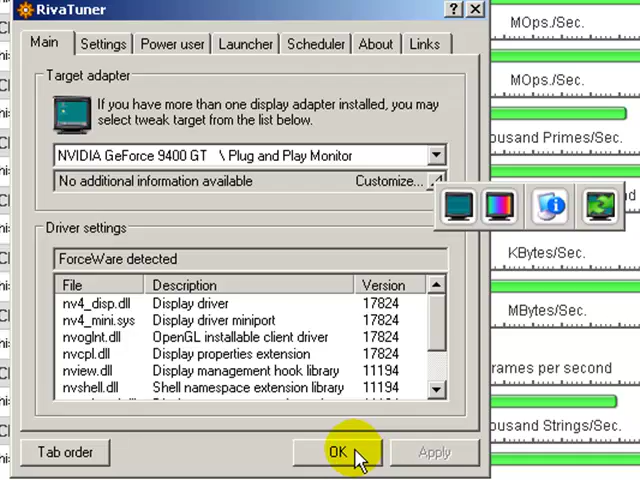 RivaTuner
Main Settings Power user Launcher Scheduler About Links
Target adapter
If you have more than one display adapter installed, you may
select tweak target from the list below.
NVIDIA GeForce 9400 GT \ Plug and Play Monitor
No additional information available Customize...
Driver settings
ForceWare detected
File Description Version
nv4_disp.dll Display driver 17824
nv4_mini.sys Display driver miniport 17824
nvoglnt.dll OpenGL installable client driver 17824
nvcpl.dll Display properties extension 17824
nview.dll Display management hook library 11194
nvshell.dll Shell namespace extension library 11194
Tab order OK Apply
MOps./Sec.
MOps./Sec.
ousand Primes/Sec.
nd
KBytes/Sec.
MBytes/Sec.
rames per second
ousand Strings/Sec.